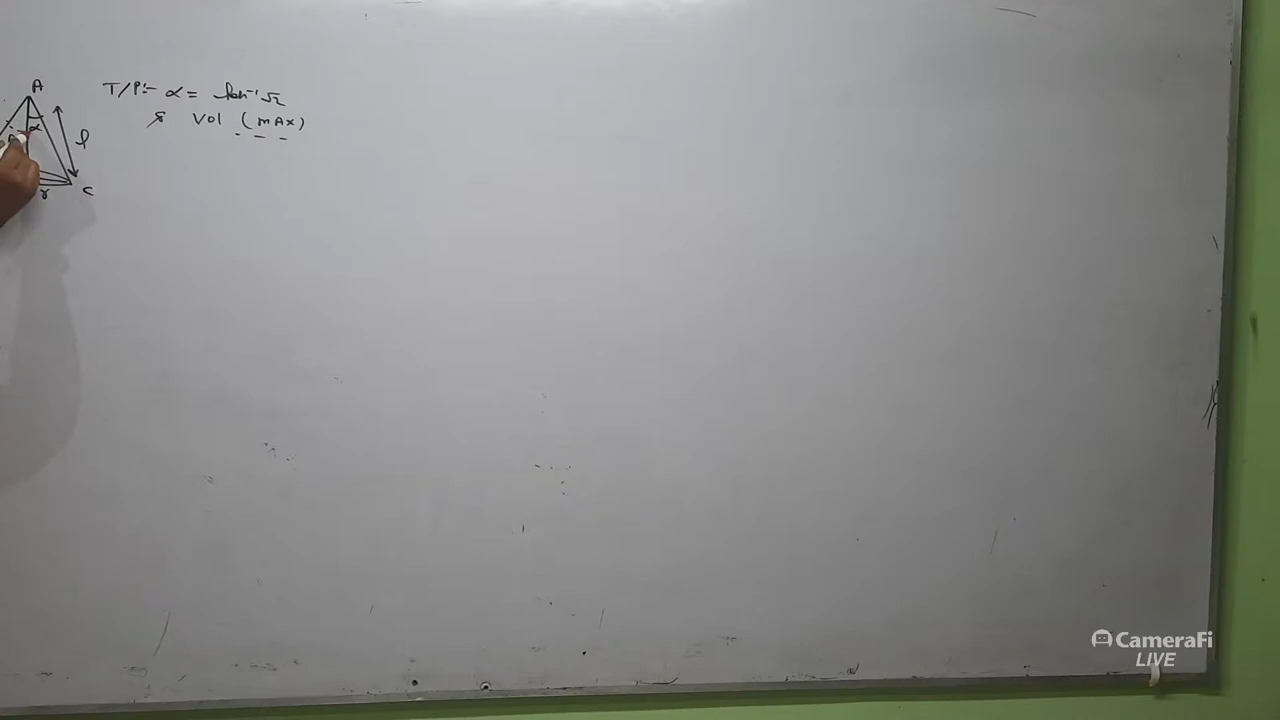 A
T/P:- α = tan⁻¹ √2
& Vol (MAX)
α
l
r
C
CameraFi
LIVE